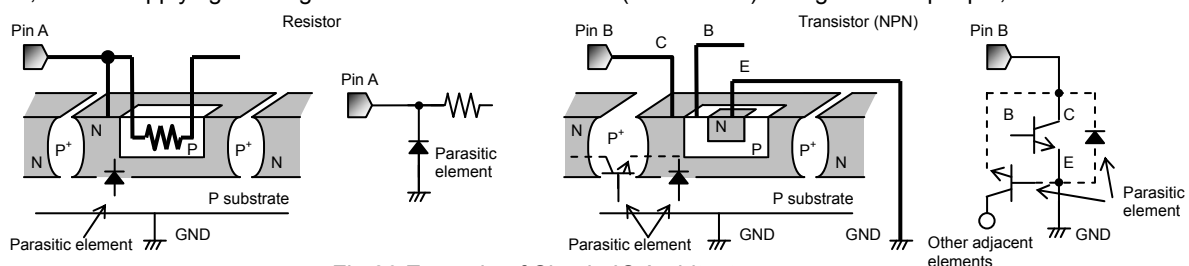 Resistor
Transistor (NPN)
Pin A
Pin A
Pin B
C
B
E
Pin B
N
N
P
P+
P+
N
N
P substrate
Parasitic element
GND
Parasitic
element
N
N
P+
N
P
P+
N
P substrate
Parasitic element
GND
GND
B
C
E
Parasitic
element
GND
Other adjacent
elements